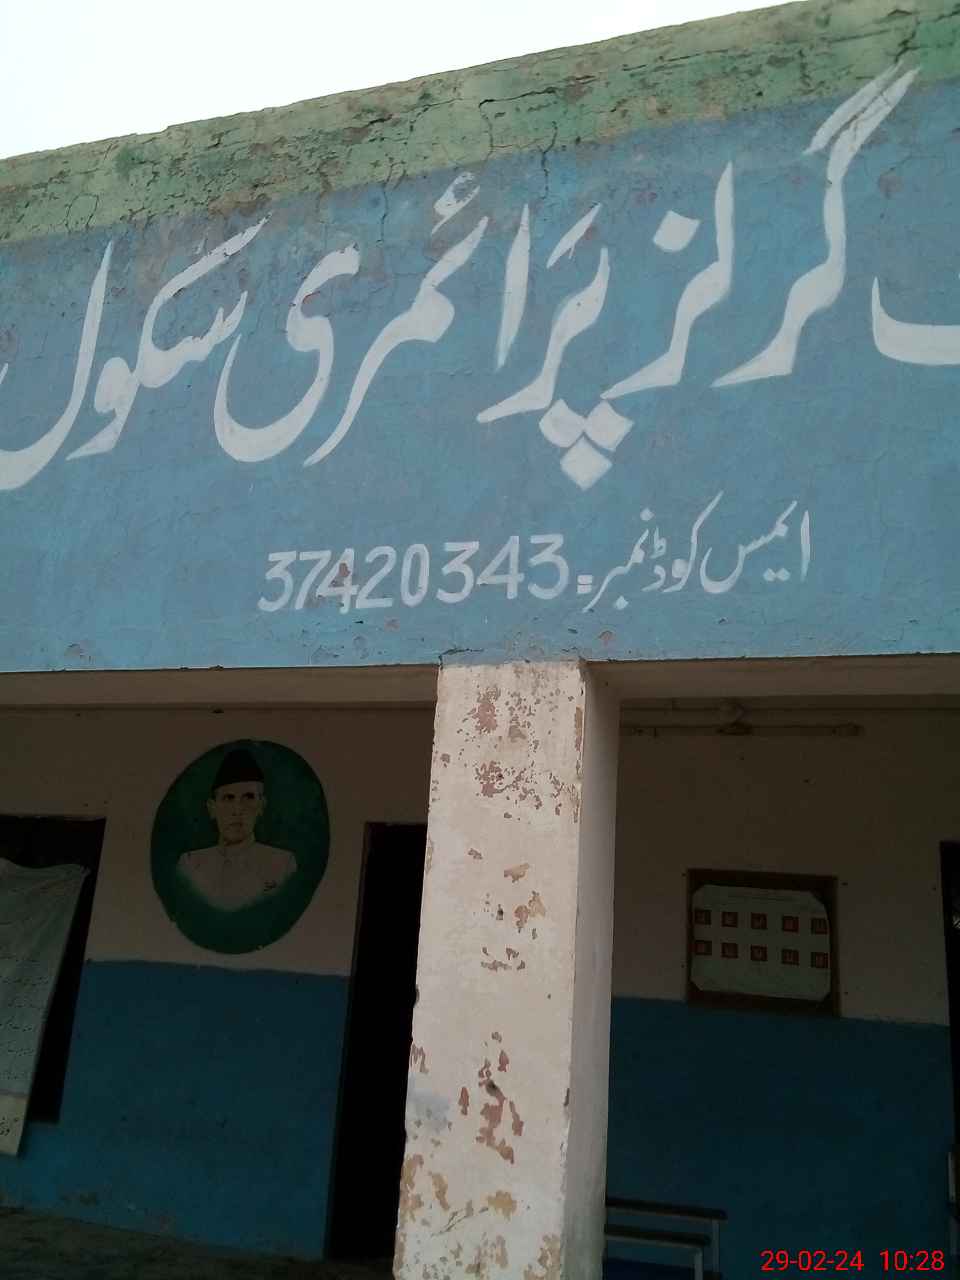 گرلز پرائمری سکول
ایمس کوڈ نمبر: 37420343
29-02-24 10:28